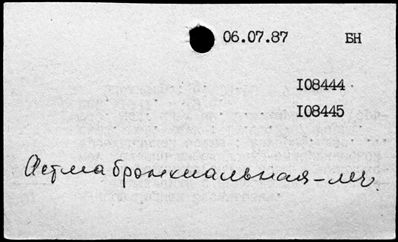 06.07.87 БН
I08444
I08445
Астма бронхиальная – леч.